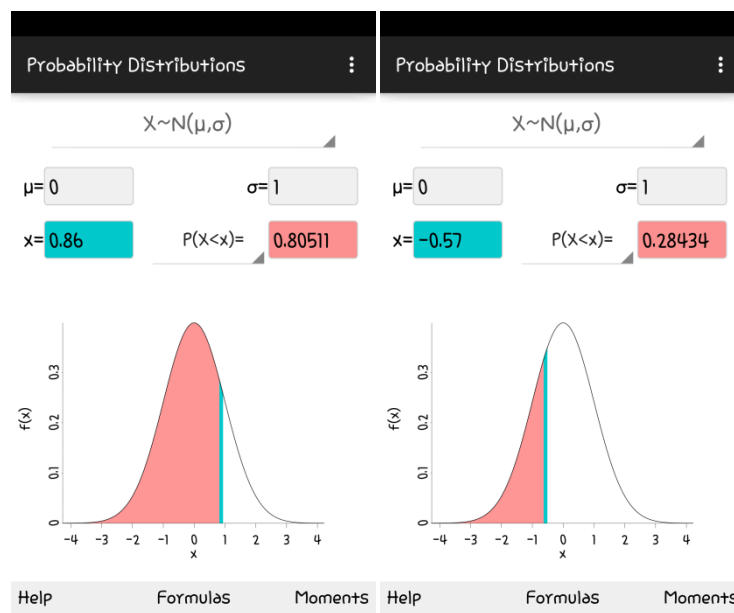 Probability Distributions
X~N(μ,σ)
μ= 0
σ= 1
x= 0.86
P(X<x)= 0.80511
f(x)
0.3
0.2
0.1
0
-4 -3 -2 -1 0 1 2 3 4
x
Help Formulas Moments
Probability Distributions
X~N(μ,σ)
μ= 0
σ= 1
x= -0.57
P(X<x)= 0.28434
f(x)
0.3
0.2
0.1
0
-4 -3 -2 -1 0 1 2 3 4
x
Help Formulas Moments